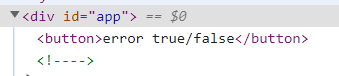 ▼<div id="app"> == $0
<button>error true/false</button>
<!---->